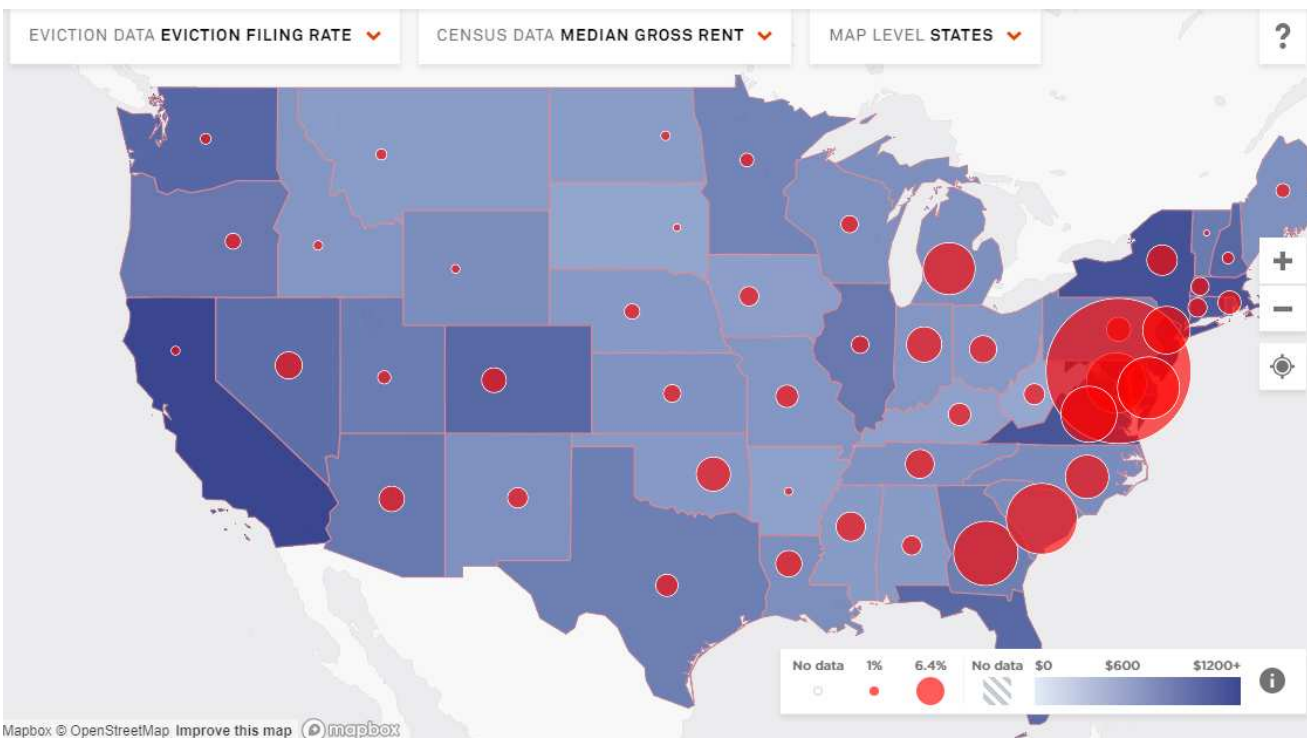 EVICTION DATA EVICTION FILING RATE
CENSUS DATA MEDIAN GROSS RENT
MAP LEVEL STATES
?
+
−
No data 1% 6.4% No data $0 $600 $1200+
i
Mapbox © OpenStreetMap Improve this map mapbox